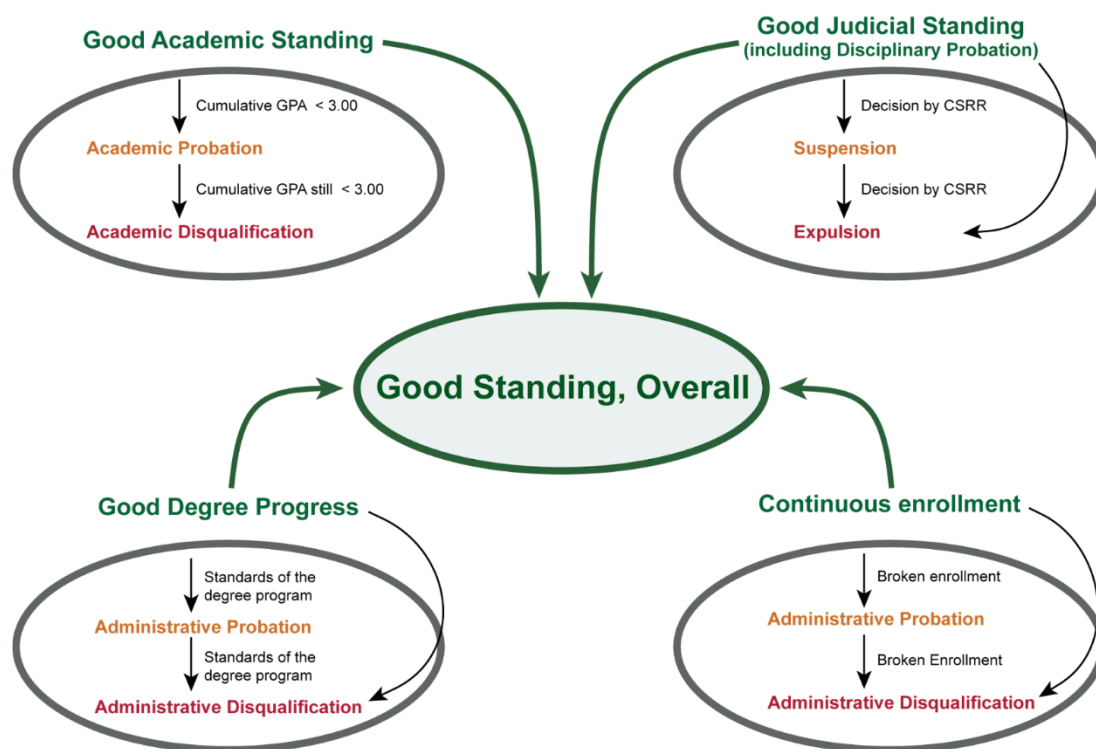 Good Academic Standing
Cumulative GPA < 3.00
Academic Probation
Cumulative GPA still < 3.00
Academic Disqualification
Good Judicial Standing
(including Disciplinary Probation)
Decision by CSRR
Suspension
Decision by CSRR
Expulsion
Good Standing, Overall
Good Degree Progress
Standards of the
degree program
Administrative Probation
Standards of the
degree program
Administrative Disqualification
Continuous enrollment
Broken enrollment
Administrative Probation
Broken Enrollment
Administrative Disqualification